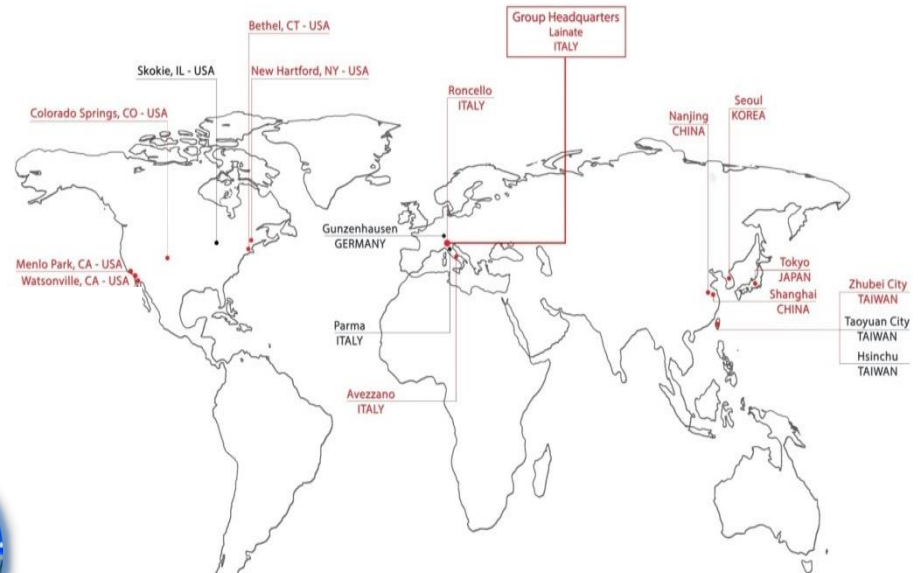 Group Headquarters
Lainate
ITALY
Bethel, CT - USA
Skokie, IL - USA
New Hartford, NY - USA
Colorado Springs, CO - USA
Roncello
ITALY
Nanjing
CHINA
Seoul
KOREA
Gunzenhausen
GERMANY
Menlo Park, CA - USA
Watsonville, CA - USA
Tokyo
JAPAN
Shanghai
CHINA
Zhubei City
TAIWAN
Taoyuan City
TAIWAN
Hsinchu
TAIWAN
Parma
ITALY
Avezzano
ITALY